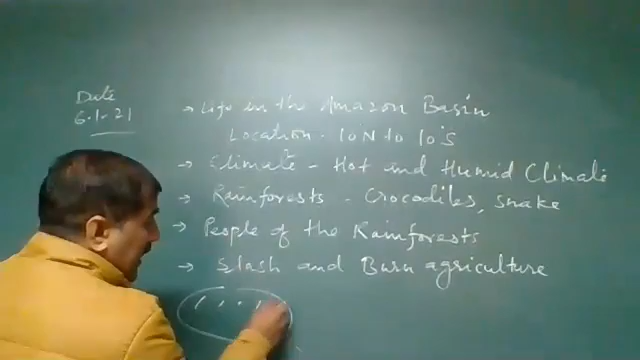 Date
6.1.21
→ Life in the Amazon Basin
Location - 10°N to 10°S
→ Climate - Hot and Humid Climate
→ Rainforests - Crocodiles, snake
→ People of the Rainforests
→ Slash and Burn agriculture